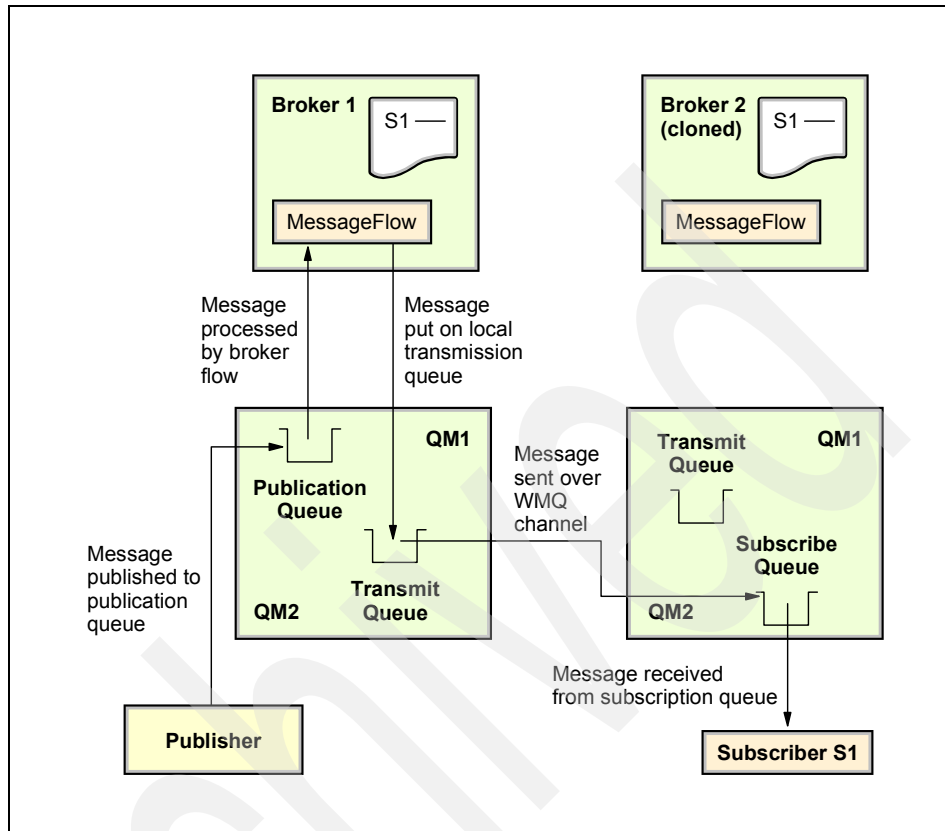 Broker 1
S1
MessageFlow
Broker 2
(cloned)
S1
MessageFlow
Message
processed
by broker
flow
Message
put on local
transmission
queue
QM1
Publication
Queue
Transmit
Queue
QM2
Message
sent over
WMQ
channel
QM1
Transmit
Queue
Subscribe
Queue
QM2
Message
published to
publication
queue
Message received
from subscription queue
Publisher
Subscriber S1